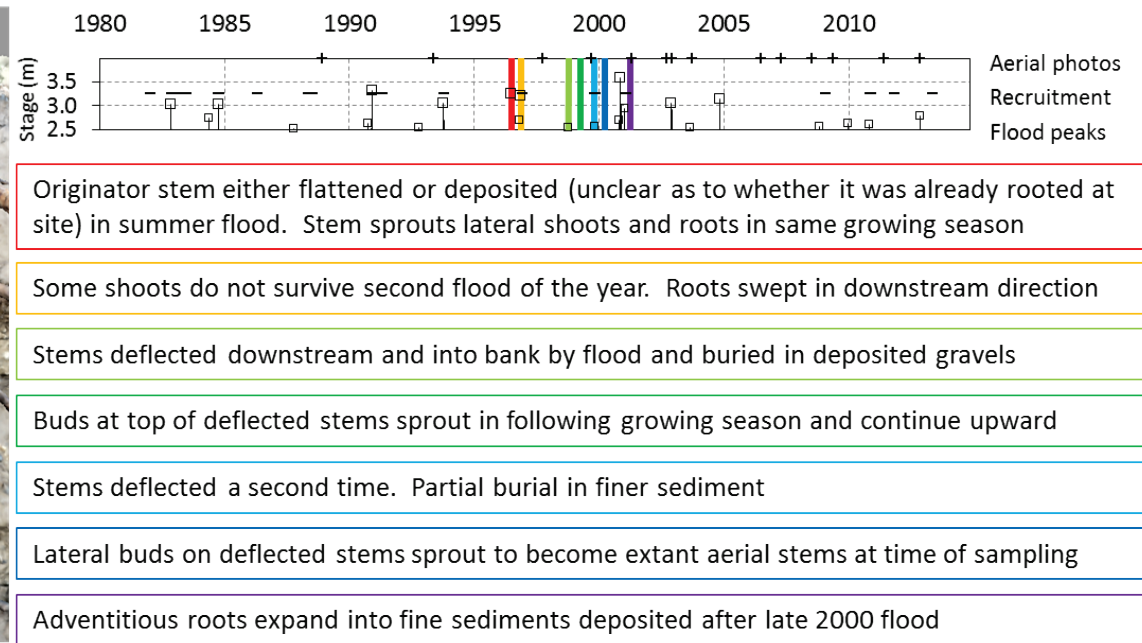 1980 1985 1990 1995 2000 2005 2010
Stage (m)
3.5
3.0
2.5
Aerial photos
Recruitment
Flood peaks
Originator stem either flattened or deposited (unclear as to whether it was already rooted at
site) in summer flood. Stem sprouts lateral shoots and roots in same growing season
Some shoots do not survive second flood of the year. Roots swept in downstream direction
Stems deflected downstream and into bank by flood and buried in deposited gravels
Buds at top of deflected stems sprout in following growing season and continue upward
Stems deflected a second time. Partial burial in finer sediment
Lateral buds on deflected stems sprout to become extant aerial stems at time of sampling
Adventitious roots expand into fine sediments deposited after late 2000 flood